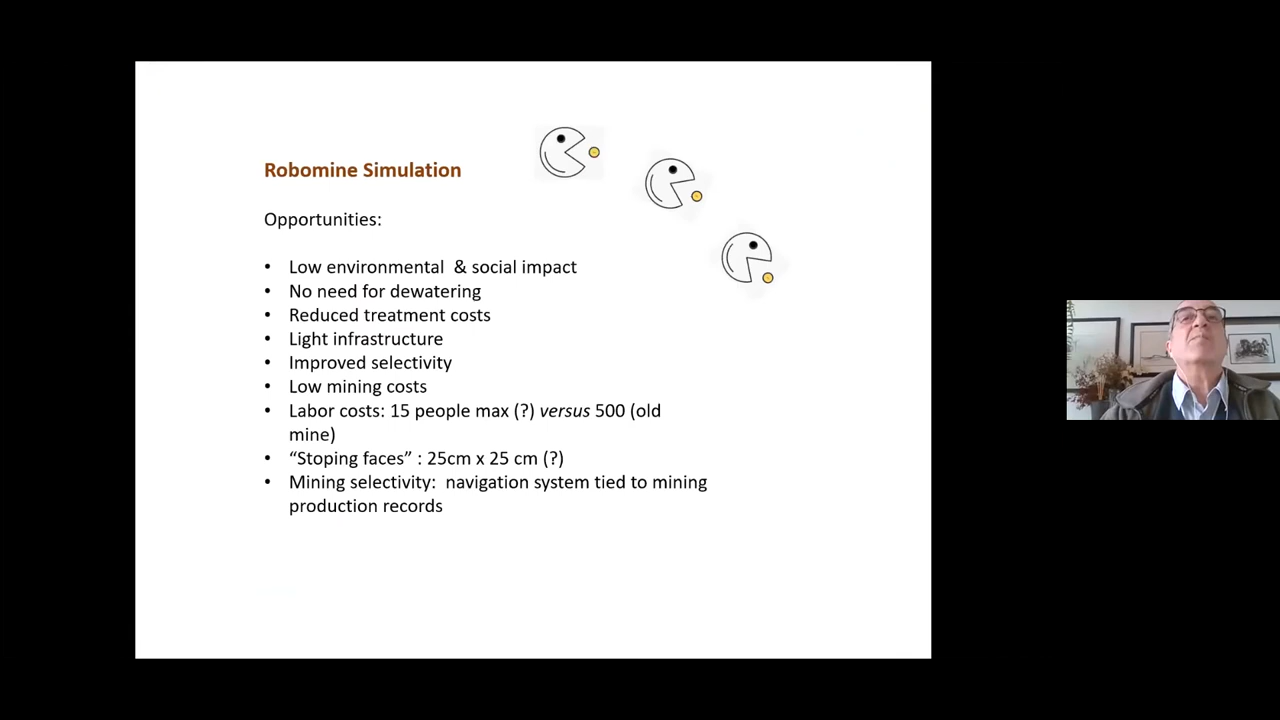 Robomine Simulation
Opportunities:
• Low environmental & social impact
• No need for dewatering
• Reduced treatment costs
• Light infrastructure
• Improved selectivity
• Low mining costs
• Labor costs: 15 people max (?) versus 500 (old
mine)
• “Stoping faces” : 25cm x 25 cm (?)
• Mining selectivity: navigation system tied to mining
production records